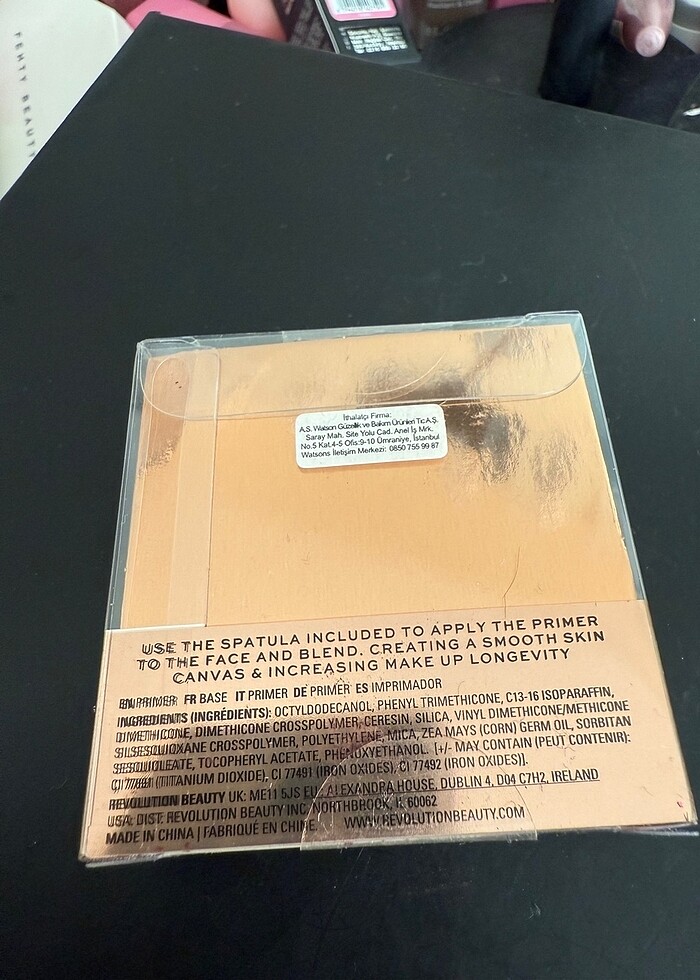 FENTY BEAUTY
İthalatçı Firma:
A.S. Watson Güzellik ve Bakım Ürünleri Tic.A.Ş.
Saray Mah. Site Yolu Cad. Anel İş Mrk.
No.5 Kat.4-5 Ofis:9-10 Ümraniye, İstanbul
Watsons İletişim Merkezi: 0850 755 99 87
USE THE SPATULA INCLUDED TO APPLY THE PRIMER
TO THE FACE AND BLEND. CREATING A SMOOTH SKIN
CANVAS & INCREASING MAKE UP LONGEVITY
EN PRIMER FR BASE IT PRIMER DE PRIMER ES IMPRIMADOR
INGREDIENTS (INGRÉDIENTS): OCTYLDODECANOL, PHENYL TRIMETHICONE, C13-16 ISOPARAFFIN,
DIMETHICONE, DIMETHICONE CROSSPOLYMER, CERESIN, SILICA, VINYL DIMETHICONE/METHICONE
SILSESQUIOXANE CROSSPOLYMER, POLYETHYLENE, MICA, ZEA MAYS (CORN) GERM OIL, SORBITAN
SESQUIOLEATE, TOCOPHERYL ACETATE, PHENOXYETHANOL. [+/- MAY CONTAIN (PEUT CONTENIR):
CI 77891 (TITANIUM DIOXIDE), CI 77491 (IRON OXIDES), CI 77492 (IRON OXIDES)].
REVOLUTION BEAUTY UK: ME11 5JS EU: ALEXANDRA HOUSE, DUBLIN 4, D04 C7H2, IRELAND
USA: DIST. REVOLUTION BEAUTY INC. NORTHBROOK, IL 60062
MADE IN CHINA | FABRIQUÉ EN CHINE. WWW.REVOLUTIONBEAUTY.COM